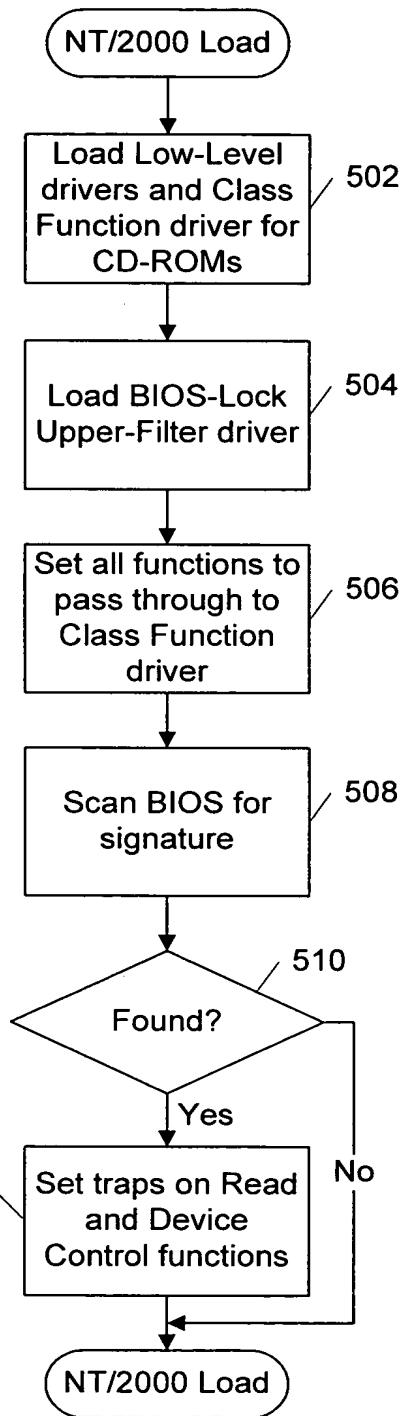 NT/2000 Load
Load Low-Level
drivers and Class
Function driver for
CD-ROMs
502
Load BIOS-Lock
Upper-Filter driver
504
Set all functions to
pass through to
Class Function
driver
506
Scan BIOS for
signature
508
510
Found?
Yes
No
Set traps on Read
and Device
Control functions
NT/2000 Load